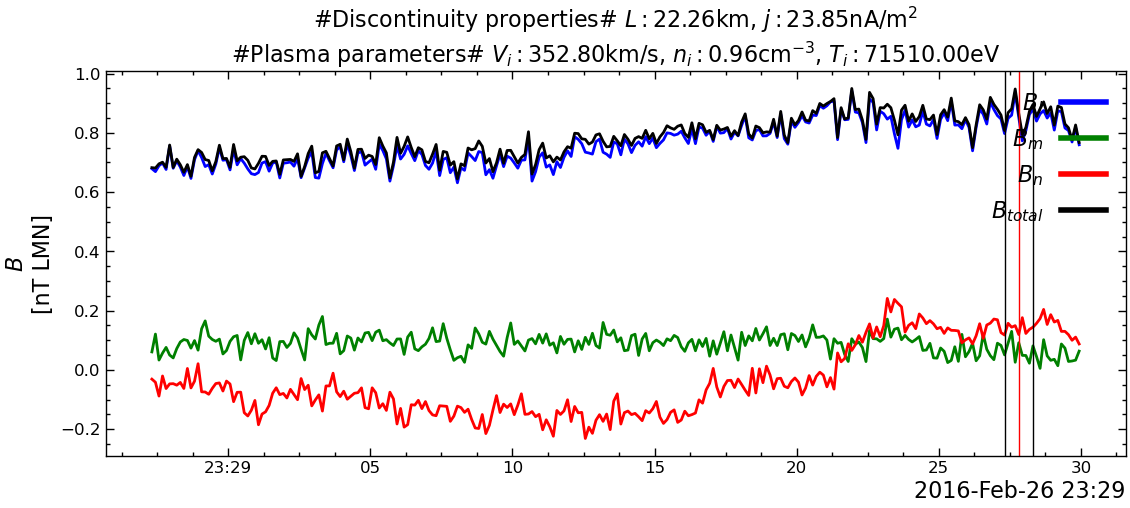 #Discontinuity properties# L : 22.26km, j : 23.85nA/m²
#Plasma parameters# Vᵢ : 352.80km/s, nᵢ : 0.96cm⁻³, Tᵢ : 71510.00eV
1.0
0.8
0.6
0.4
0.2
0.0
−0.2
B
[nT LMN]
Bₘ
Bₙ
B_total
23:29
05
10
15
20
25
30
2016-Feb-26 23:29